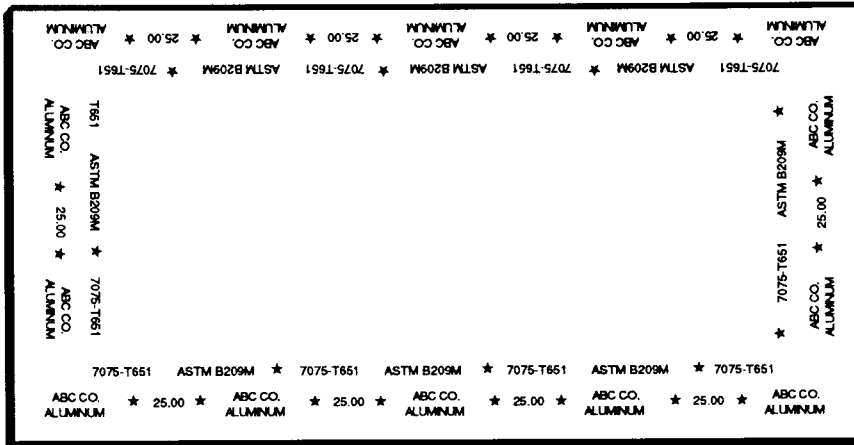 ABC CO. ABC CO. ABC CO. ABC CO. ABC CO.
ALUMINUM ★ 25.00 ★ ALUMINUM ★ 25.00 ★ ALUMINUM ★ 25.00 ★ ALUMINUM ★ 25.00 ★ ALUMINUM
7075-T651 ASTM B209M ★ 7075-T651 ASTM B209M ★ 7075-T651 ASTM B209M ★ 7075-T651
T651 ASTM B209M ★ 7075-T651
ABC CO. ABC CO.
ALUMINUM ★ 25.00 ★ ALUMINUM
★ 7075-T651 ASTM B209M ★
ABC CO. ABC CO.
ALUMINUM ★ 25.00 ★ ALUMINUM
7075-T651 ASTM B209M ★ 7075-T651 ASTM B209M ★ 7075-T651 ASTM B209M ★ 7075-T651
ABC CO. ABC CO. ABC CO. ABC CO. ABC CO.
ALUMINUM ★ 25.00 ★ ALUMINUM ★ 25.00 ★ ALUMINUM ★ 25.00 ★ ALUMINUM ★ 25.00 ★ ALUMINUM